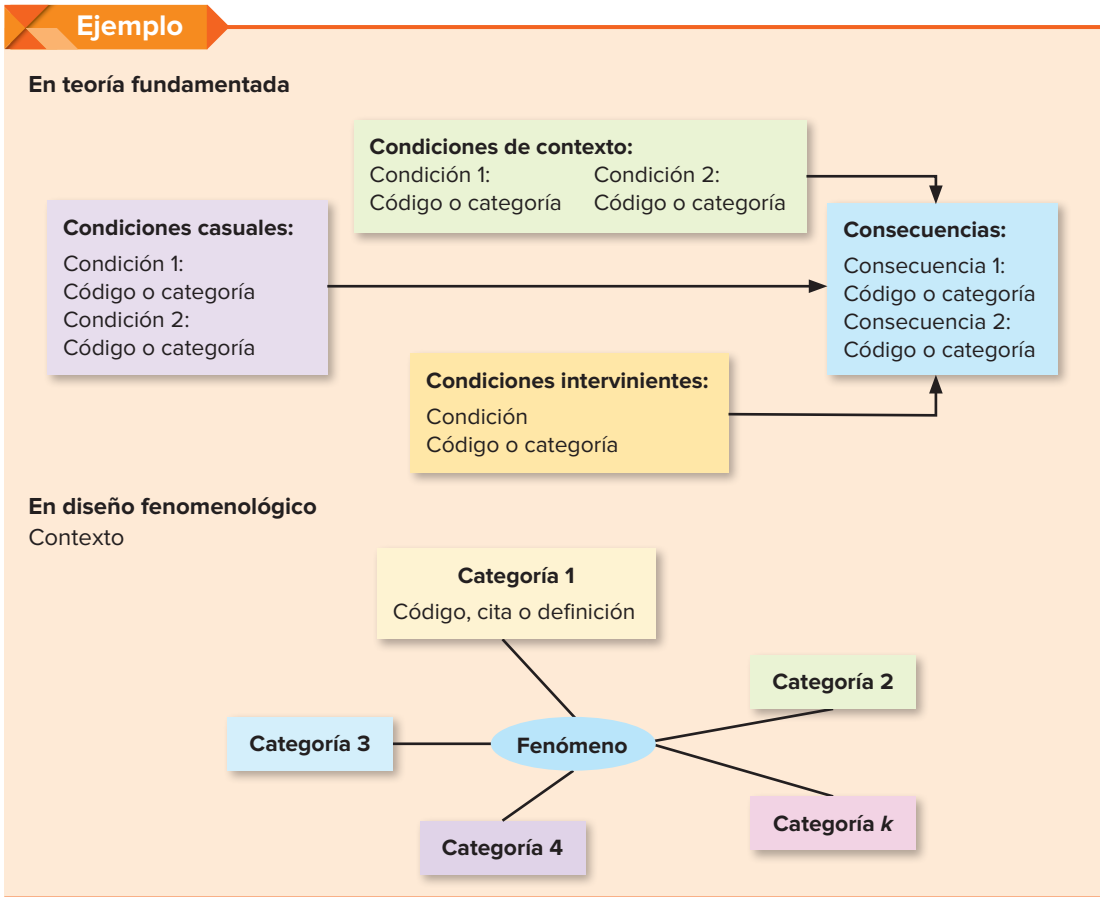 Ejemplo
En teoría fundamentada
Condiciones de contexto:
Condición 1: Condición 2:
Código o categoría Código o categoría
Condiciones casuales:
Condición 1:
Código o categoría
Condición 2:
Código o categoría
Consecuencias:
Consecuencia 1:
Código o categoría
Consecuencia 2:
Código o categoría
Condiciones intervinientes:
Condición
Código o categoría
En diseño fenomenológico
Contexto
Categoría 1
Código, cita o definición
Categoría 2
Categoría 3
Fenómeno
Categoría k
Categoría 4